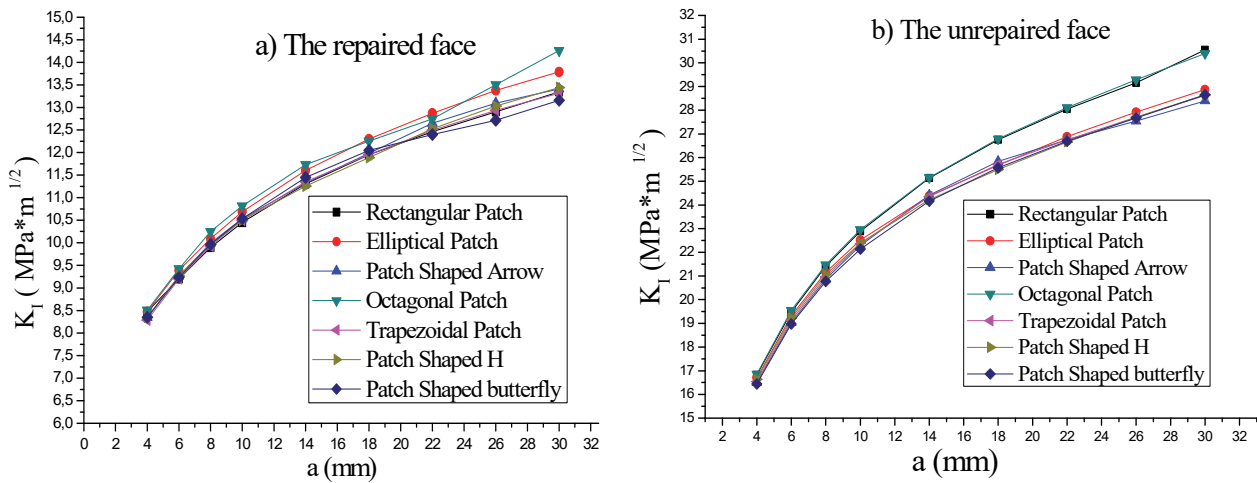 a) The repaired face
15,0
14,5
14,0
13,5
13,0
12,5
12,0
11,5
11,0
10,5
10,0
9,5
9,0
8,5
8,0
7,5
7,0
6,5
6,0
K_I ( MPa*m ^1/2)
Rectangular Patch
Elliptical Patch
Patch Shaped Arrow
Octagonal Patch
Trapezoidal Patch
Patch Shaped H
Patch Shaped butterfly
0 2 4 6 8 10 12 14 16 18 20 22 24 26 28 30 32
a (mm)
b) The unrepaired face
32
31
30
29
28
27
26
25
24
23
22
21
20
19
18
17
16
15
K_I (MPa*m ^1/2)
Rectangular Patch
Elliptical Patch
Patch Shaped Arrow
Octagonal Patch
Trapezoidal Patch
Patch Shaped H
Patch Shaped butterfly
2 4 6 8 10 12 14 16 18 20 22 24 26 28 30 32
a (mm)